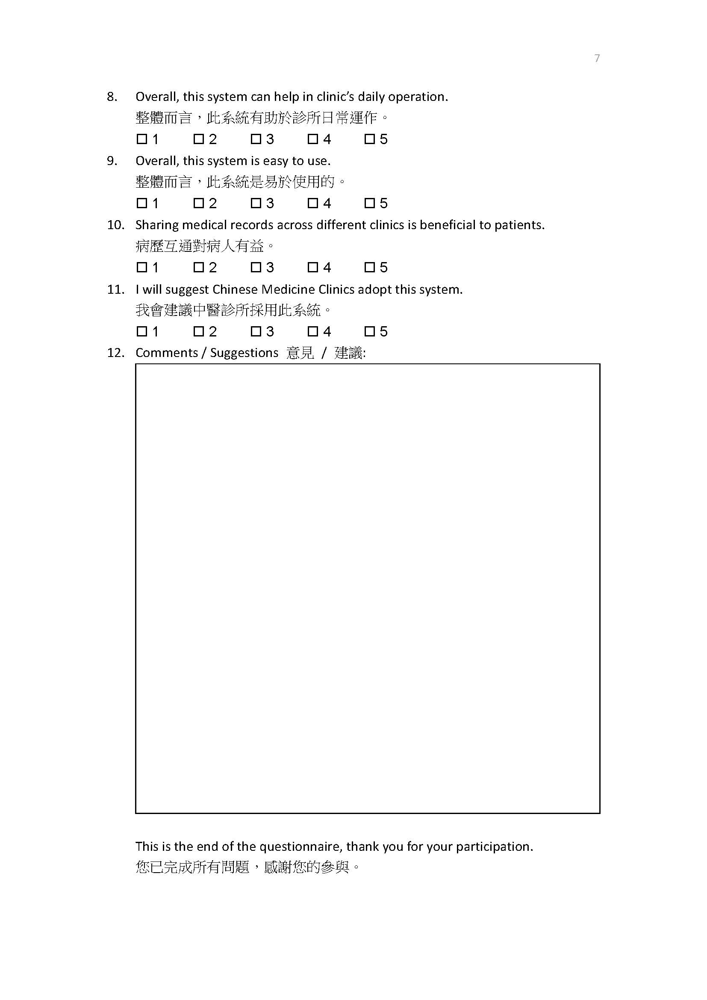 7
8. Overall, this system can help in clinic’s daily operation.
整體而言，此系統有助於診所日常運作。
□ 1 □ 2 □ 3 □ 4 □ 5
9. Overall, this system is easy to use.
整體而言，此系統是易於使用的。
□ 1 □ 2 □ 3 □ 4 □ 5
10. Sharing medical records across different clinics is beneficial to patients.
病歷互通對病人有益。
□ 1 □ 2 □ 3 □ 4 □ 5
11. I will suggest Chinese Medicine Clinics adopt this system.
我會建議中醫診所採用此系統。
□ 1 □ 2 □ 3 □ 4 □ 5
12. Comments / Suggestions 意見 / 建議:
This is the end of the questionnaire, thank you for your participation.
您已完成所有問題，感謝您的參與。